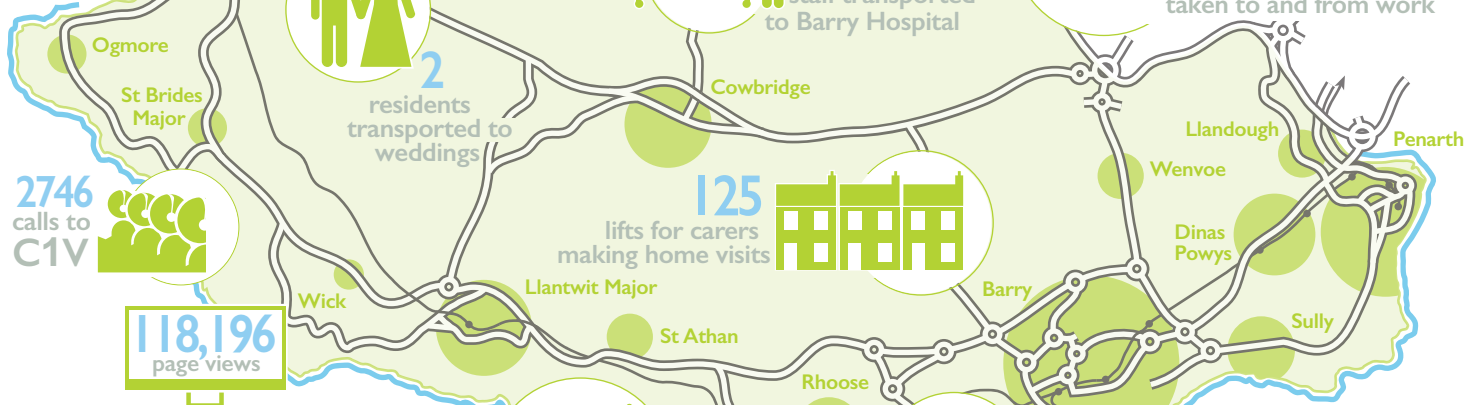 staff transported
to Barry Hospital
taken to and from work
Ogmore
St Brides
Major
2
residents
transported to
weddings
Cowbridge
Llandough
Penarth
Wenvoe
2746
calls to
C1V
125
lifts for carers
making home visits
Dinas
Powys
Wick
Llantwit Major
Barry
118,196
page views
St Athan
Sully
Rhoose